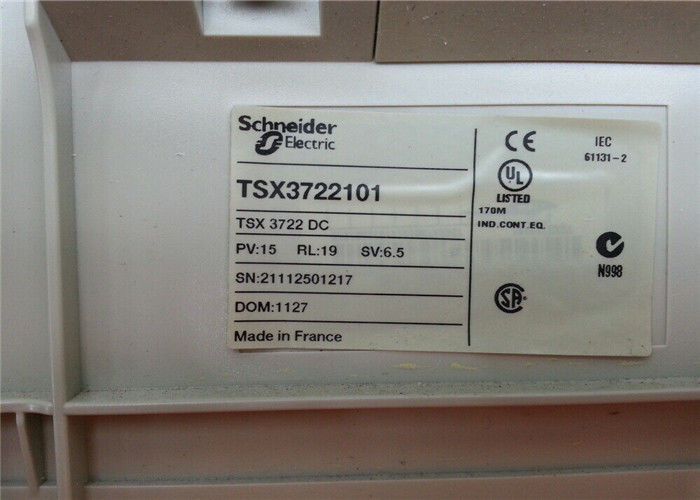 Schneider
Electric
TSX3722101
TSX 3722 DC
PV:15 RL:19 SV:6.5
SN:21112501217
DOM:1127
Made in France
CE
IEC
61131-2
UL
LISTED
170M
IND.CONT.EQ.
N998
SA